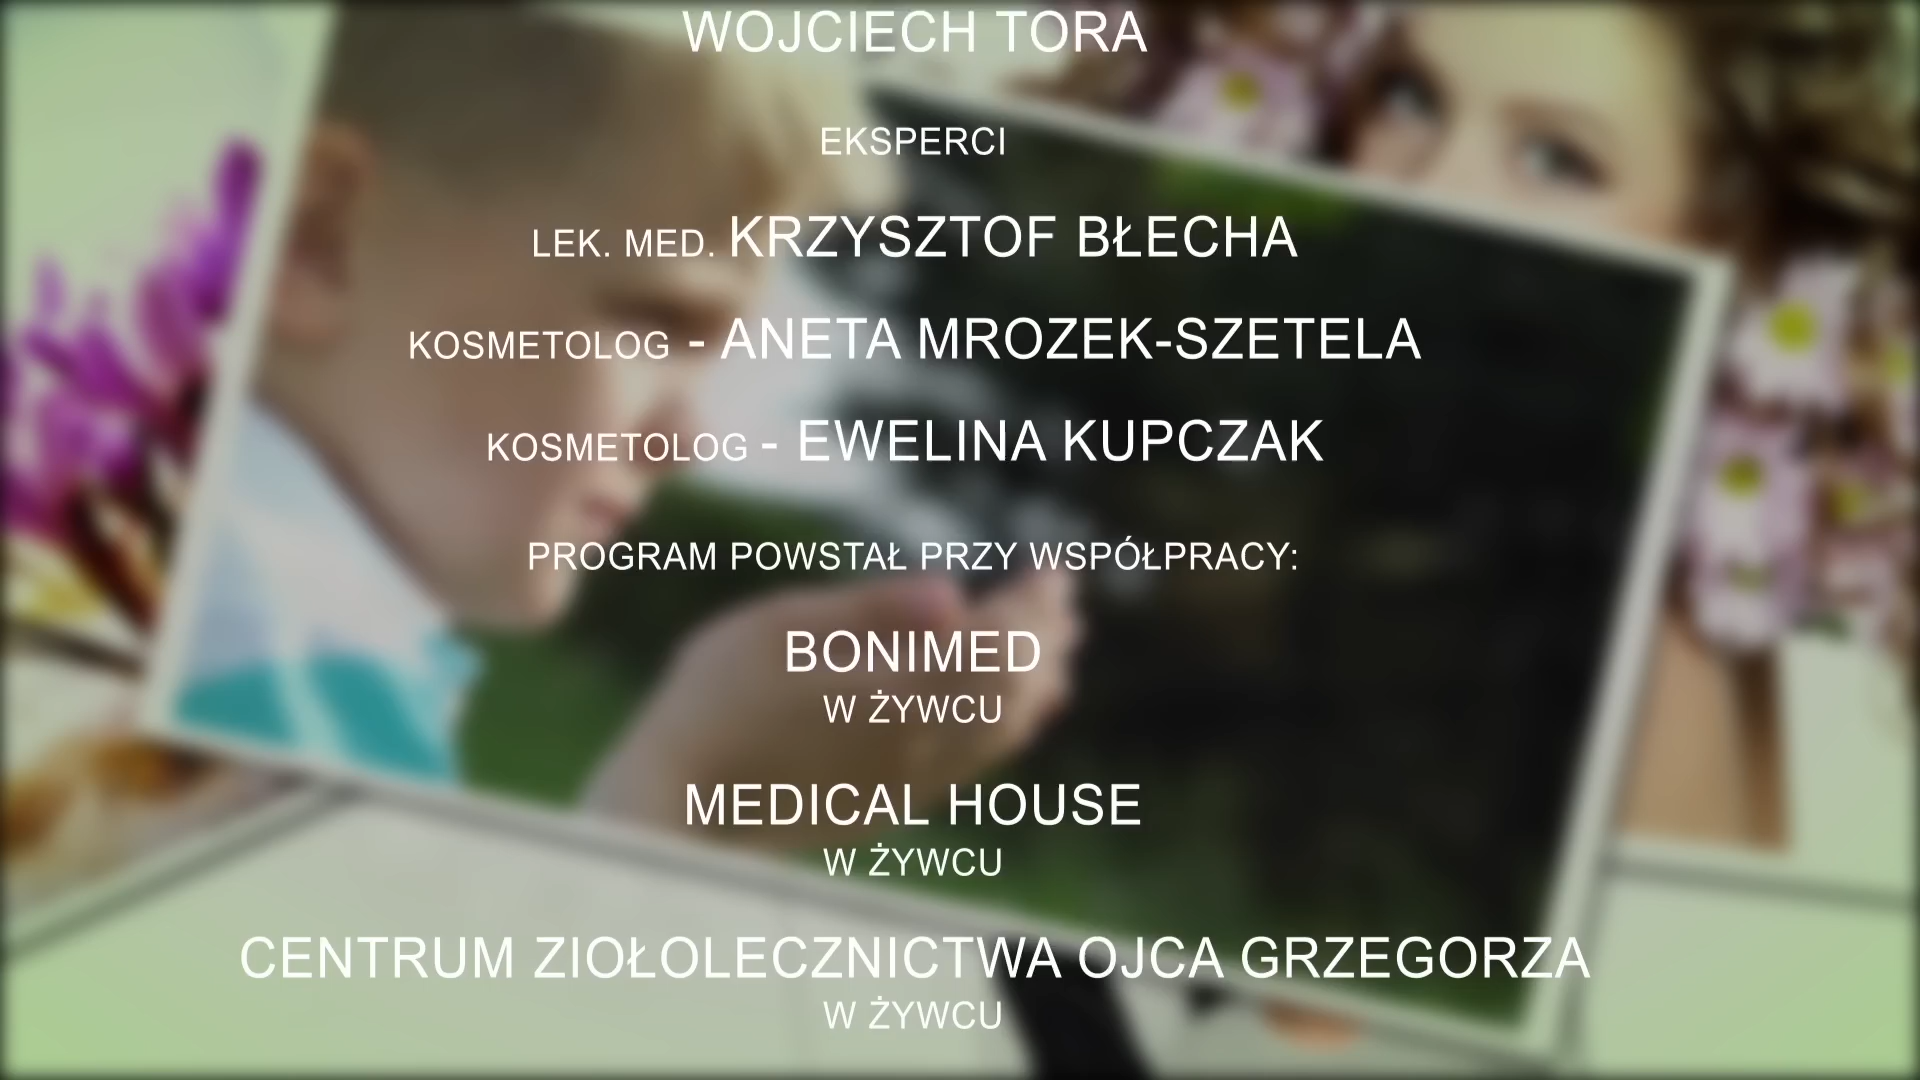 WOJCIECH TORA
EKSPERCI
LEK. MED. KRZYSZTOF BŁECHA
KOSMETOLOG - ANETA MROZEK-SZETELA
KOSMETOLOG - EWELINA KUPCZAK
PROGRAM POWSTAŁ PRZY WSPÓŁPRACY:
BONIMED
W ŻYWCU
MEDICAL HOUSE
W ŻYWCU
CENTRUM ZIOŁOLECZNICTWA OJCA GRZEGORZA
W ŻYWCU